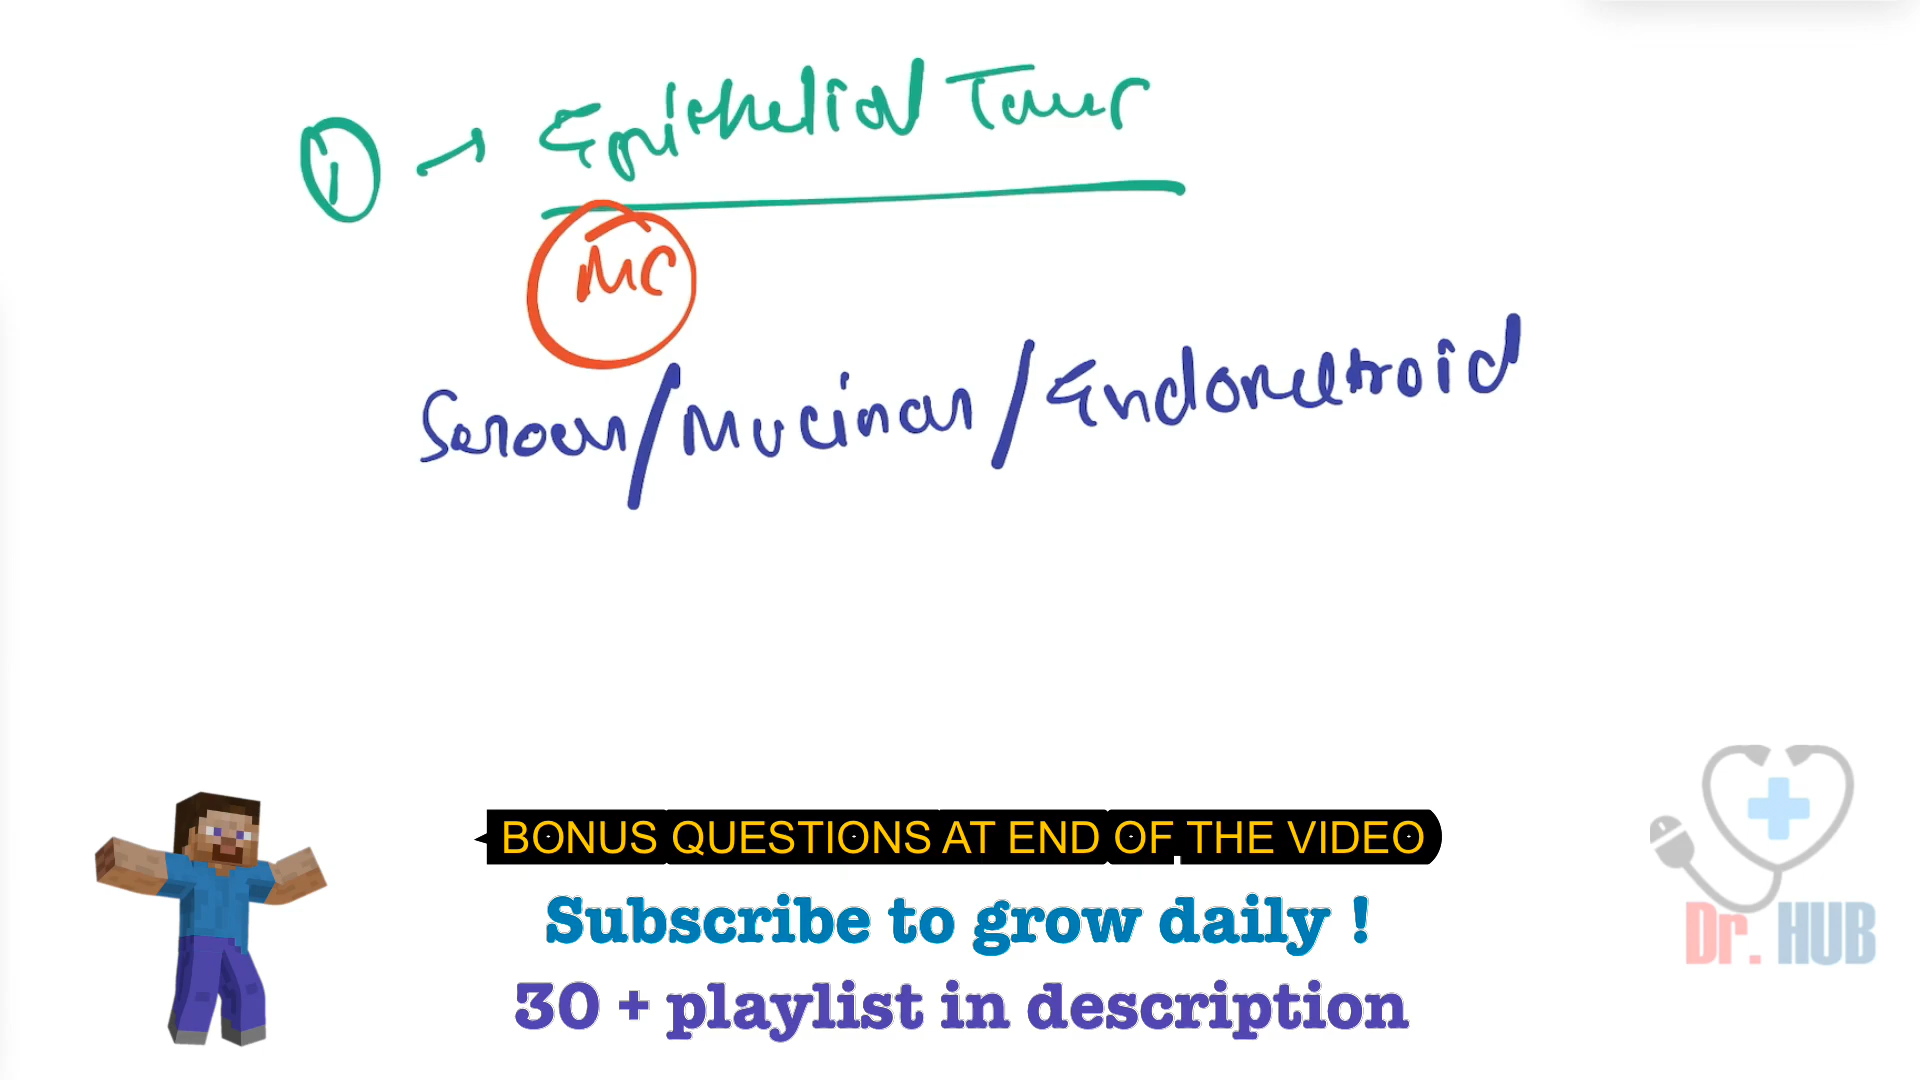 ① → Epithelial Tumor
MC
Serous/Mucinous/Endometroid
BONUS QUESTIONS AT END OF THE VIDEO
Subscribe to grow daily !
30 + playlist in description
Dr. HUB